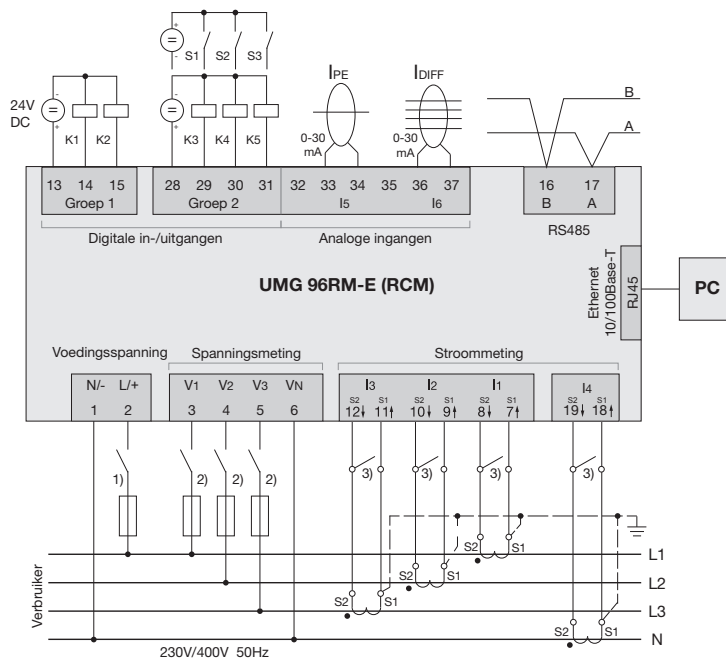 = S1 S2 S3
24V
DC
= K1 K2
= K3 K4 K5
IPE
0-30
mA
IDIFF
0-30
mA
B
A
13 14 15
Groep 1
28 29 30 31
Groep 2
32 33 34 35 36 37
I5 I6
16 17
B A
RS485
Digitale in-/uitgangen
Analoge ingangen
UMG 96RM-E (RCM)
Ethernet
10/100Base-T
RJ45
PC
Voedingsspanning
Spanningsmeting
Stroommeting
N/- L/+
1 2
V1 V2 V3 VN
3 4 5 6
I3 I2 I1
S2 S1 S2 S1 S2 S1
12 11 10 9 8 7
I4
S2 S1
19 18
1) 2) 2) 2)
3) 3) 3) 3)
S2 S1
S2 S1
S2 S1
S2 S1
L1
L2
L3
N
Verbruiker
230V/400V 50Hz